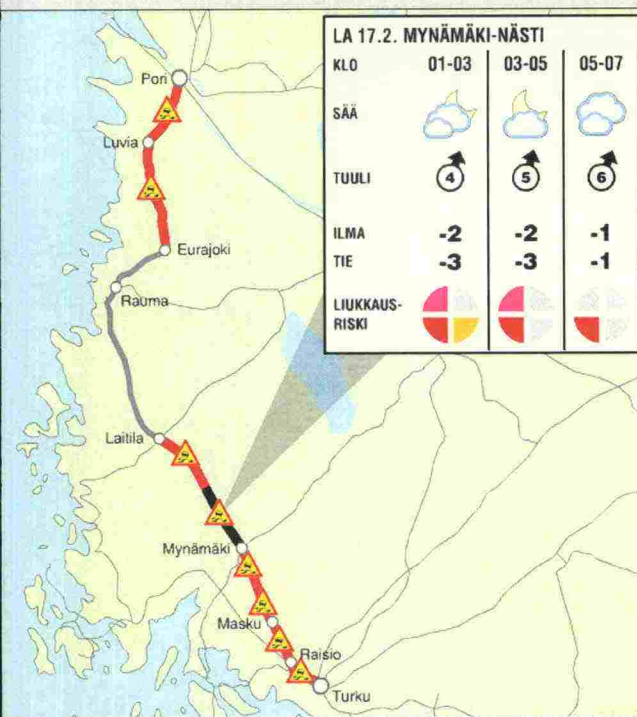 LA 17.2. MYNÄMÄKI-NÄSTI
KLO 01-03 03-05 05-07
SÄÄ
TUULI 4 5 6
ILMA -2 -2 -1
TIE -3 -3 -1
LIUKKAUS-
RISKI
Pori
Luvia
Eurajoki
Rauma
Laitila
Mynämäki
Masku
Raisio
Turku